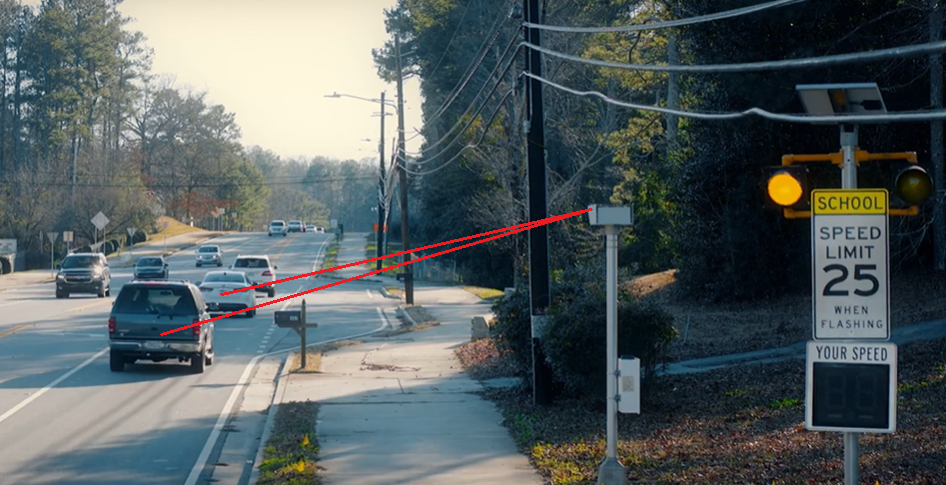 SCHOOL
SPEED
LIMIT
25
WHEN
FLASHING
YOUR SPEED